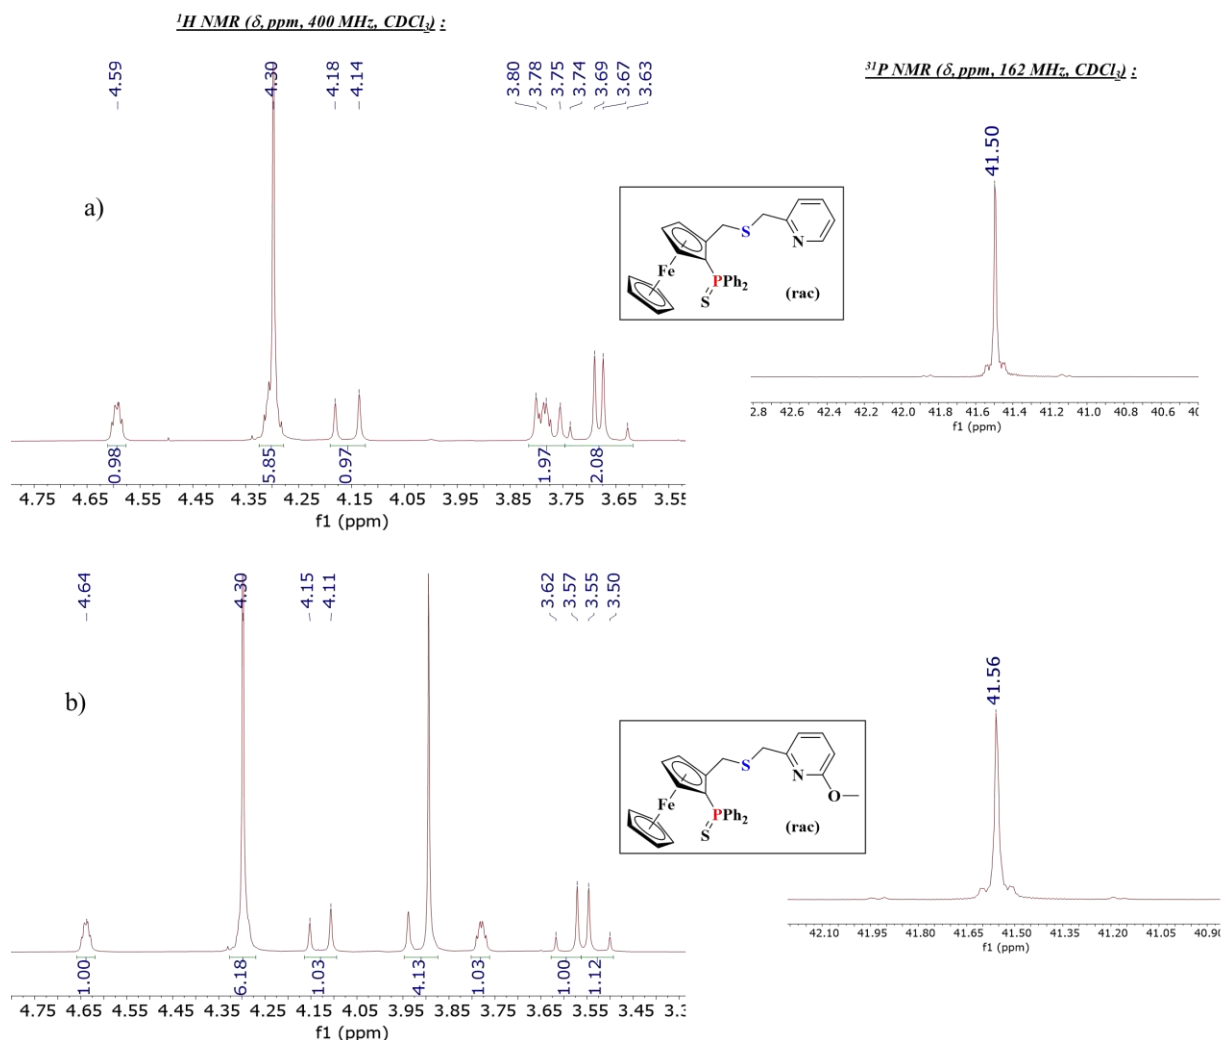 ¹H NMR (δ, ppm, 400 MHz, CDCl₃) :
³¹P NMR (δ, ppm, 162 MHz, CDCl₃) :
4.59 4.30 4.18 4.14 3.80 3.78 3.75 3.74 3.69 3.67 3.63
41.50
a)
S N
Fe PPh₂ (rac)
S
0.98 5.85 0.97 1.97 2.08
4.75 4.65 4.55 4.45 4.35 4.25 4.15 4.05 3.95 3.85 3.75 3.65 3.55
f1 (ppm)
2.8 42.6 42.4 42.2 42.0 41.8 41.6 41.4 41.2 41.0 40.8 40.6 40
f1 (ppm)
4.64 4.30 4.15 4.11 3.62 3.57 3.55 3.50
41.56
b)
S N
O
Fe PPh₂ (rac)
S
1.00 6.18 1.03 4.13 1.03 1.00 1.12
4.75 4.65 4.55 4.45 4.35 4.25 4.15 4.05 3.95 3.85 3.75 3.65 3.55 3.45 3.3
f1 (ppm)
42.10 41.95 41.80 41.65 41.50 41.35 41.20 41.05 40.90
f1 (ppm)